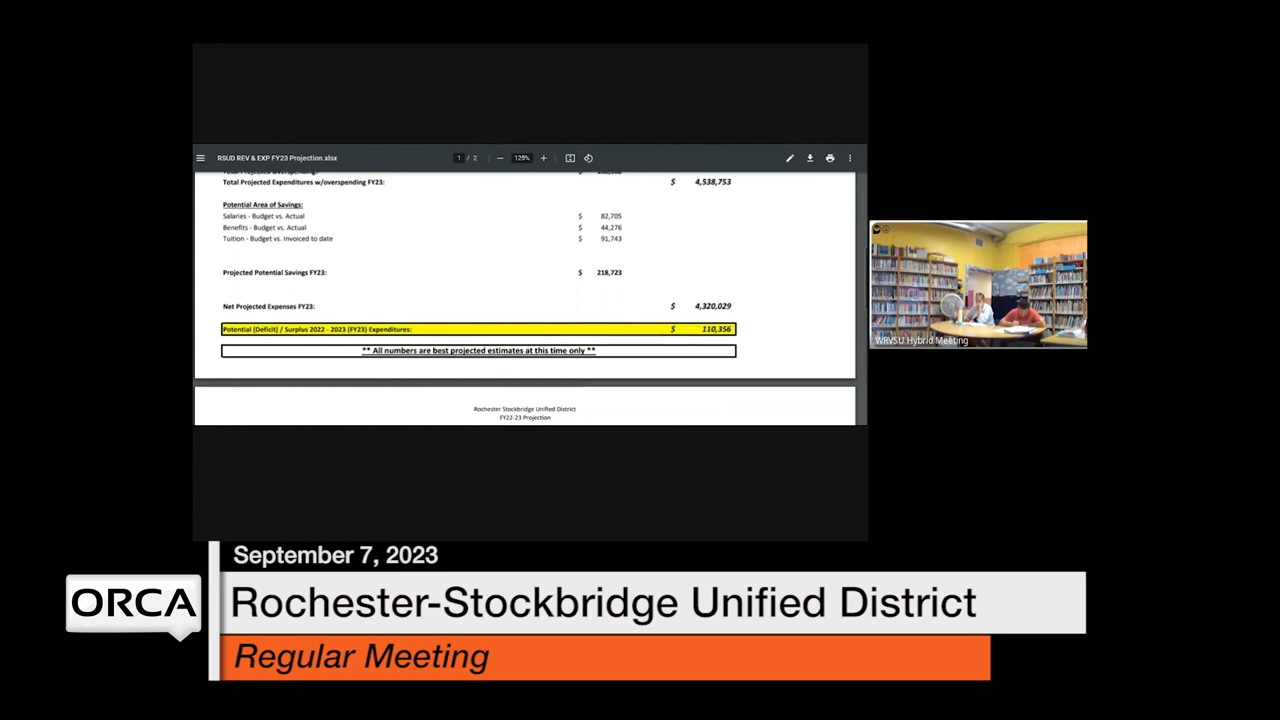 RSUD REV & EXP FY23 Projection.xlsx 1 / 2 125%
Total Projected Overspending: $
Total Projected Expenditures w/overspending FY23: $ 4,538,753
Potential Area of Savings:
Salaries - Budget vs. Actual $ 82,705
Benefits - Budget vs. Actual $ 44,276
Tuition - Budget vs. Invoiced to date $ 91,743
Projected Potential Savings FY23: $ 218,723
Net Projected Expenses FY23: $ 4,320,029
Potential (Deficit) / Surplus 2022 - 2023 (FY23) Expenditures: $ 110,356
** All numbers are best projected estimates at this time only **
Rochester Stockbridge Unified District
FY22-23 Projection
WRVSU Hybrid Meeting
September 7, 2023
ORCA
Rochester-Stockbridge Unified District
Regular Meeting